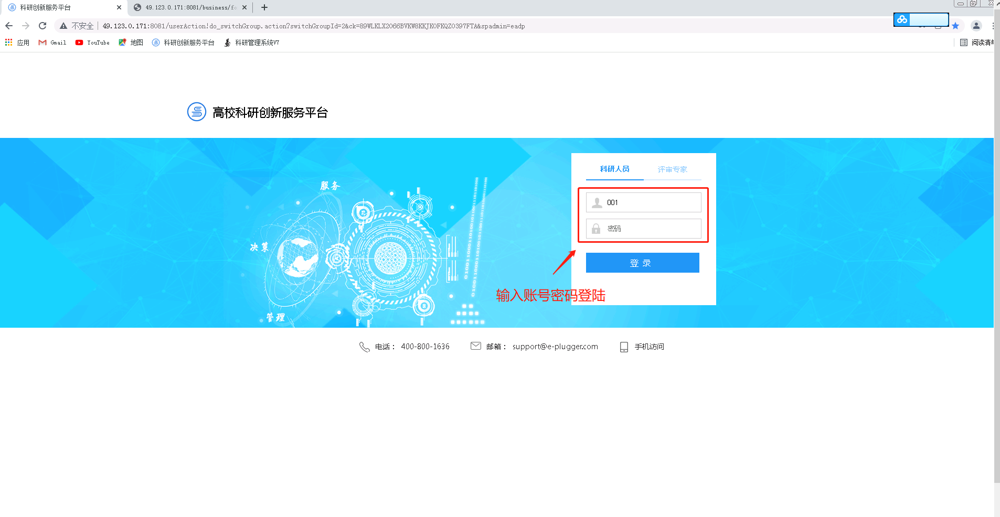 科研创新服务平台
49.123.0.171:8081/business/fo
不安全
49.123.0.171:8081/userAction!do_switchGroup.action?switchGroupId=2&ck=89WLKLX2066BVKW8KKJKOFKQZO397FTA&spadmin=eadp
应用
Gmail
YouTube
地图
科研创新服务平台
科研管理系统V7
阅读清单
高校科研创新服务平台
科研人员
评审专家
服务
001
密码
决策
登 录
输入账号密码登陆
管理
电话： 400-800-1636
邮箱： support@e-plugger.com
手机访问